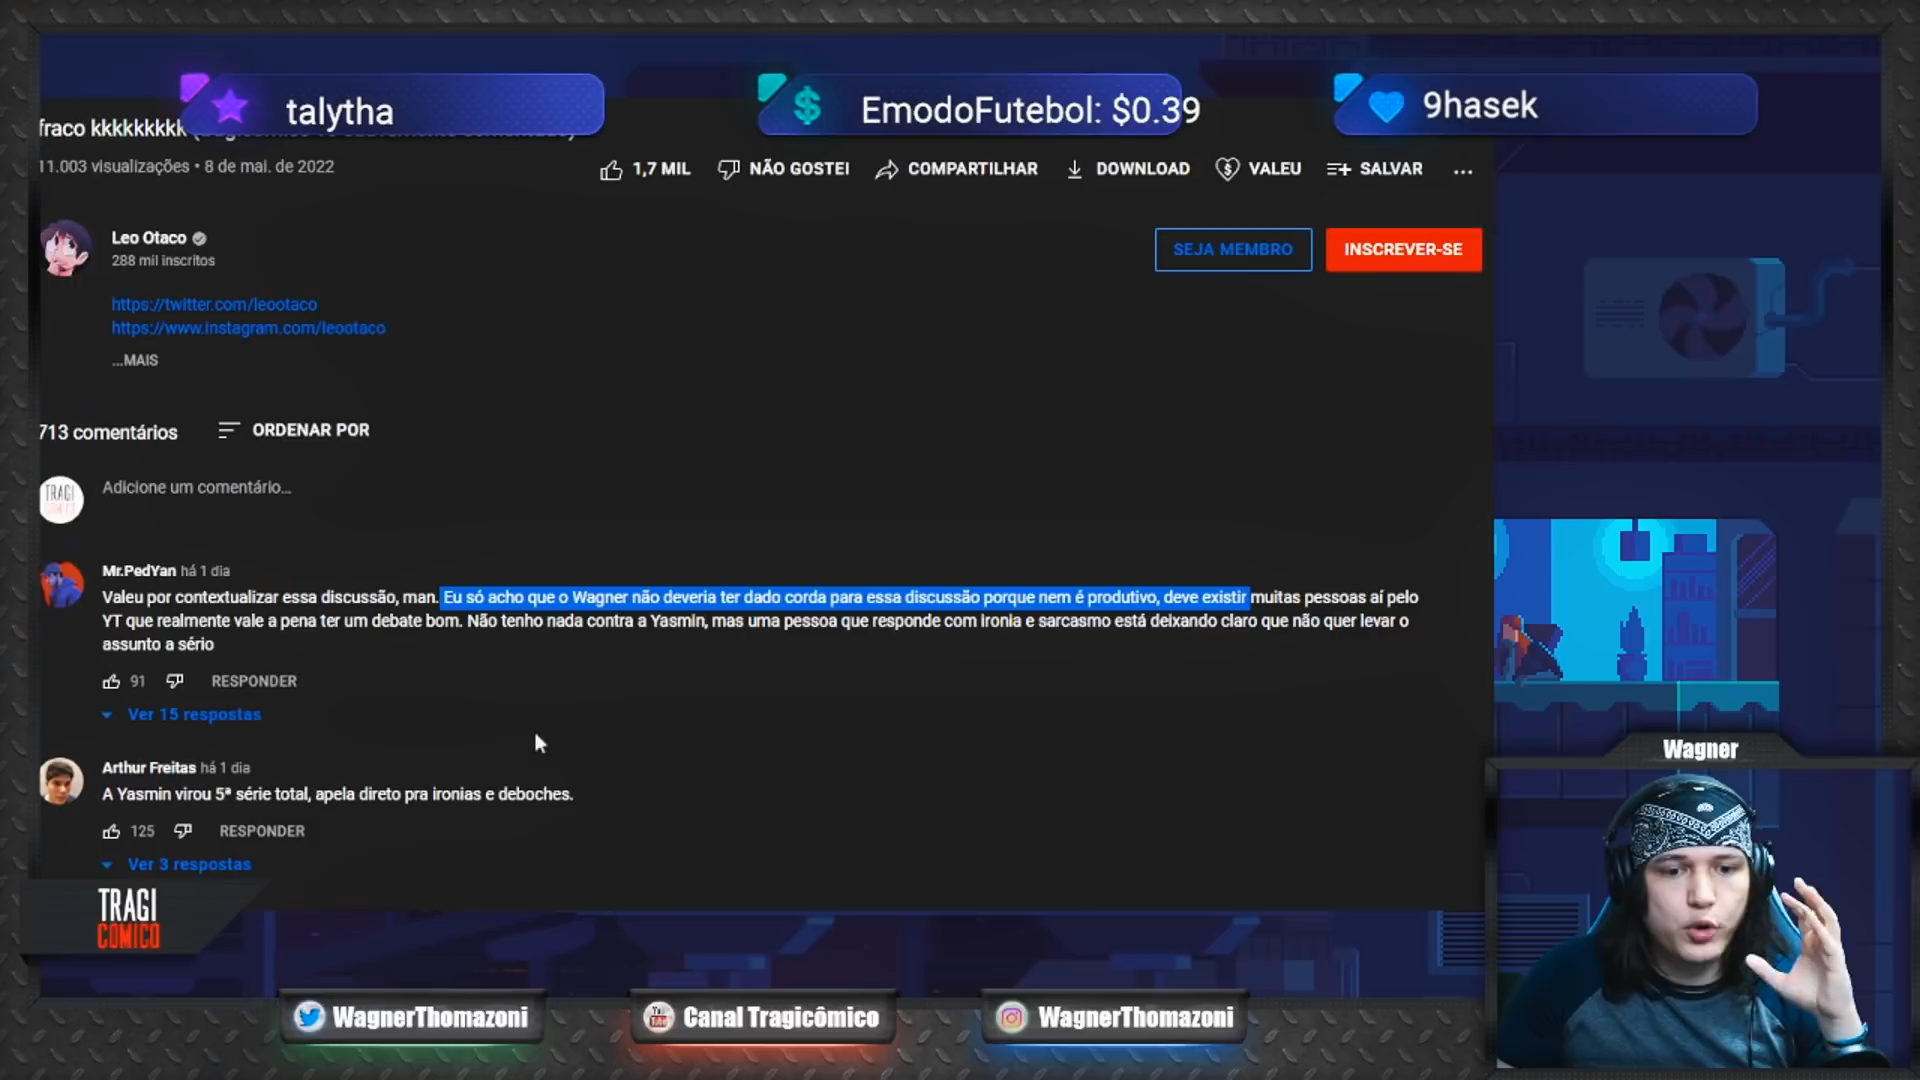 talytha
EmodoFutebol: $0.39
9hasek
fraco kkkkkkkkk
11.003 visualizações • 8 de mai. de 2022
1,7 MIL
NÃO GOSTEI
COMPARTILHAR
DOWNLOAD
VALEU
SALVAR
...
Leo Otaco
288 mil inscritos
SEJA MEMBRO
INSCREVER-SE
https://twitter.com/leootaco
https://www.instagram.com/leootaco
...MAIS
713 comentários
ORDENAR POR
TRAGI
Adicione um comentário...
Mr.PedYan há 1 dia
Valeu por contextualizar essa discussão, man. Eu só acho que o Wagner não deveria ter dado corda para essa discussão porque nem é produtivo, deve existir muitas pessoas aí pelo
YT que realmente vale a pena ter um debate bom. Não tenho nada contra a Yasmin, mas uma pessoa que responde com ironia e sarcasmo está deixando claro que não quer levar o
assunto a sério
91
RESPONDER
Ver 15 respostas
Arthur Freitas há 1 dia
A Yasmin virou 5ª série total, apela direto pra ironias e deboches.
125
RESPONDER
Ver 3 respostas
Wagner
TRAGI
COMICO
WagnerThomazoni
Canal Tragicômico
WagnerThomazoni